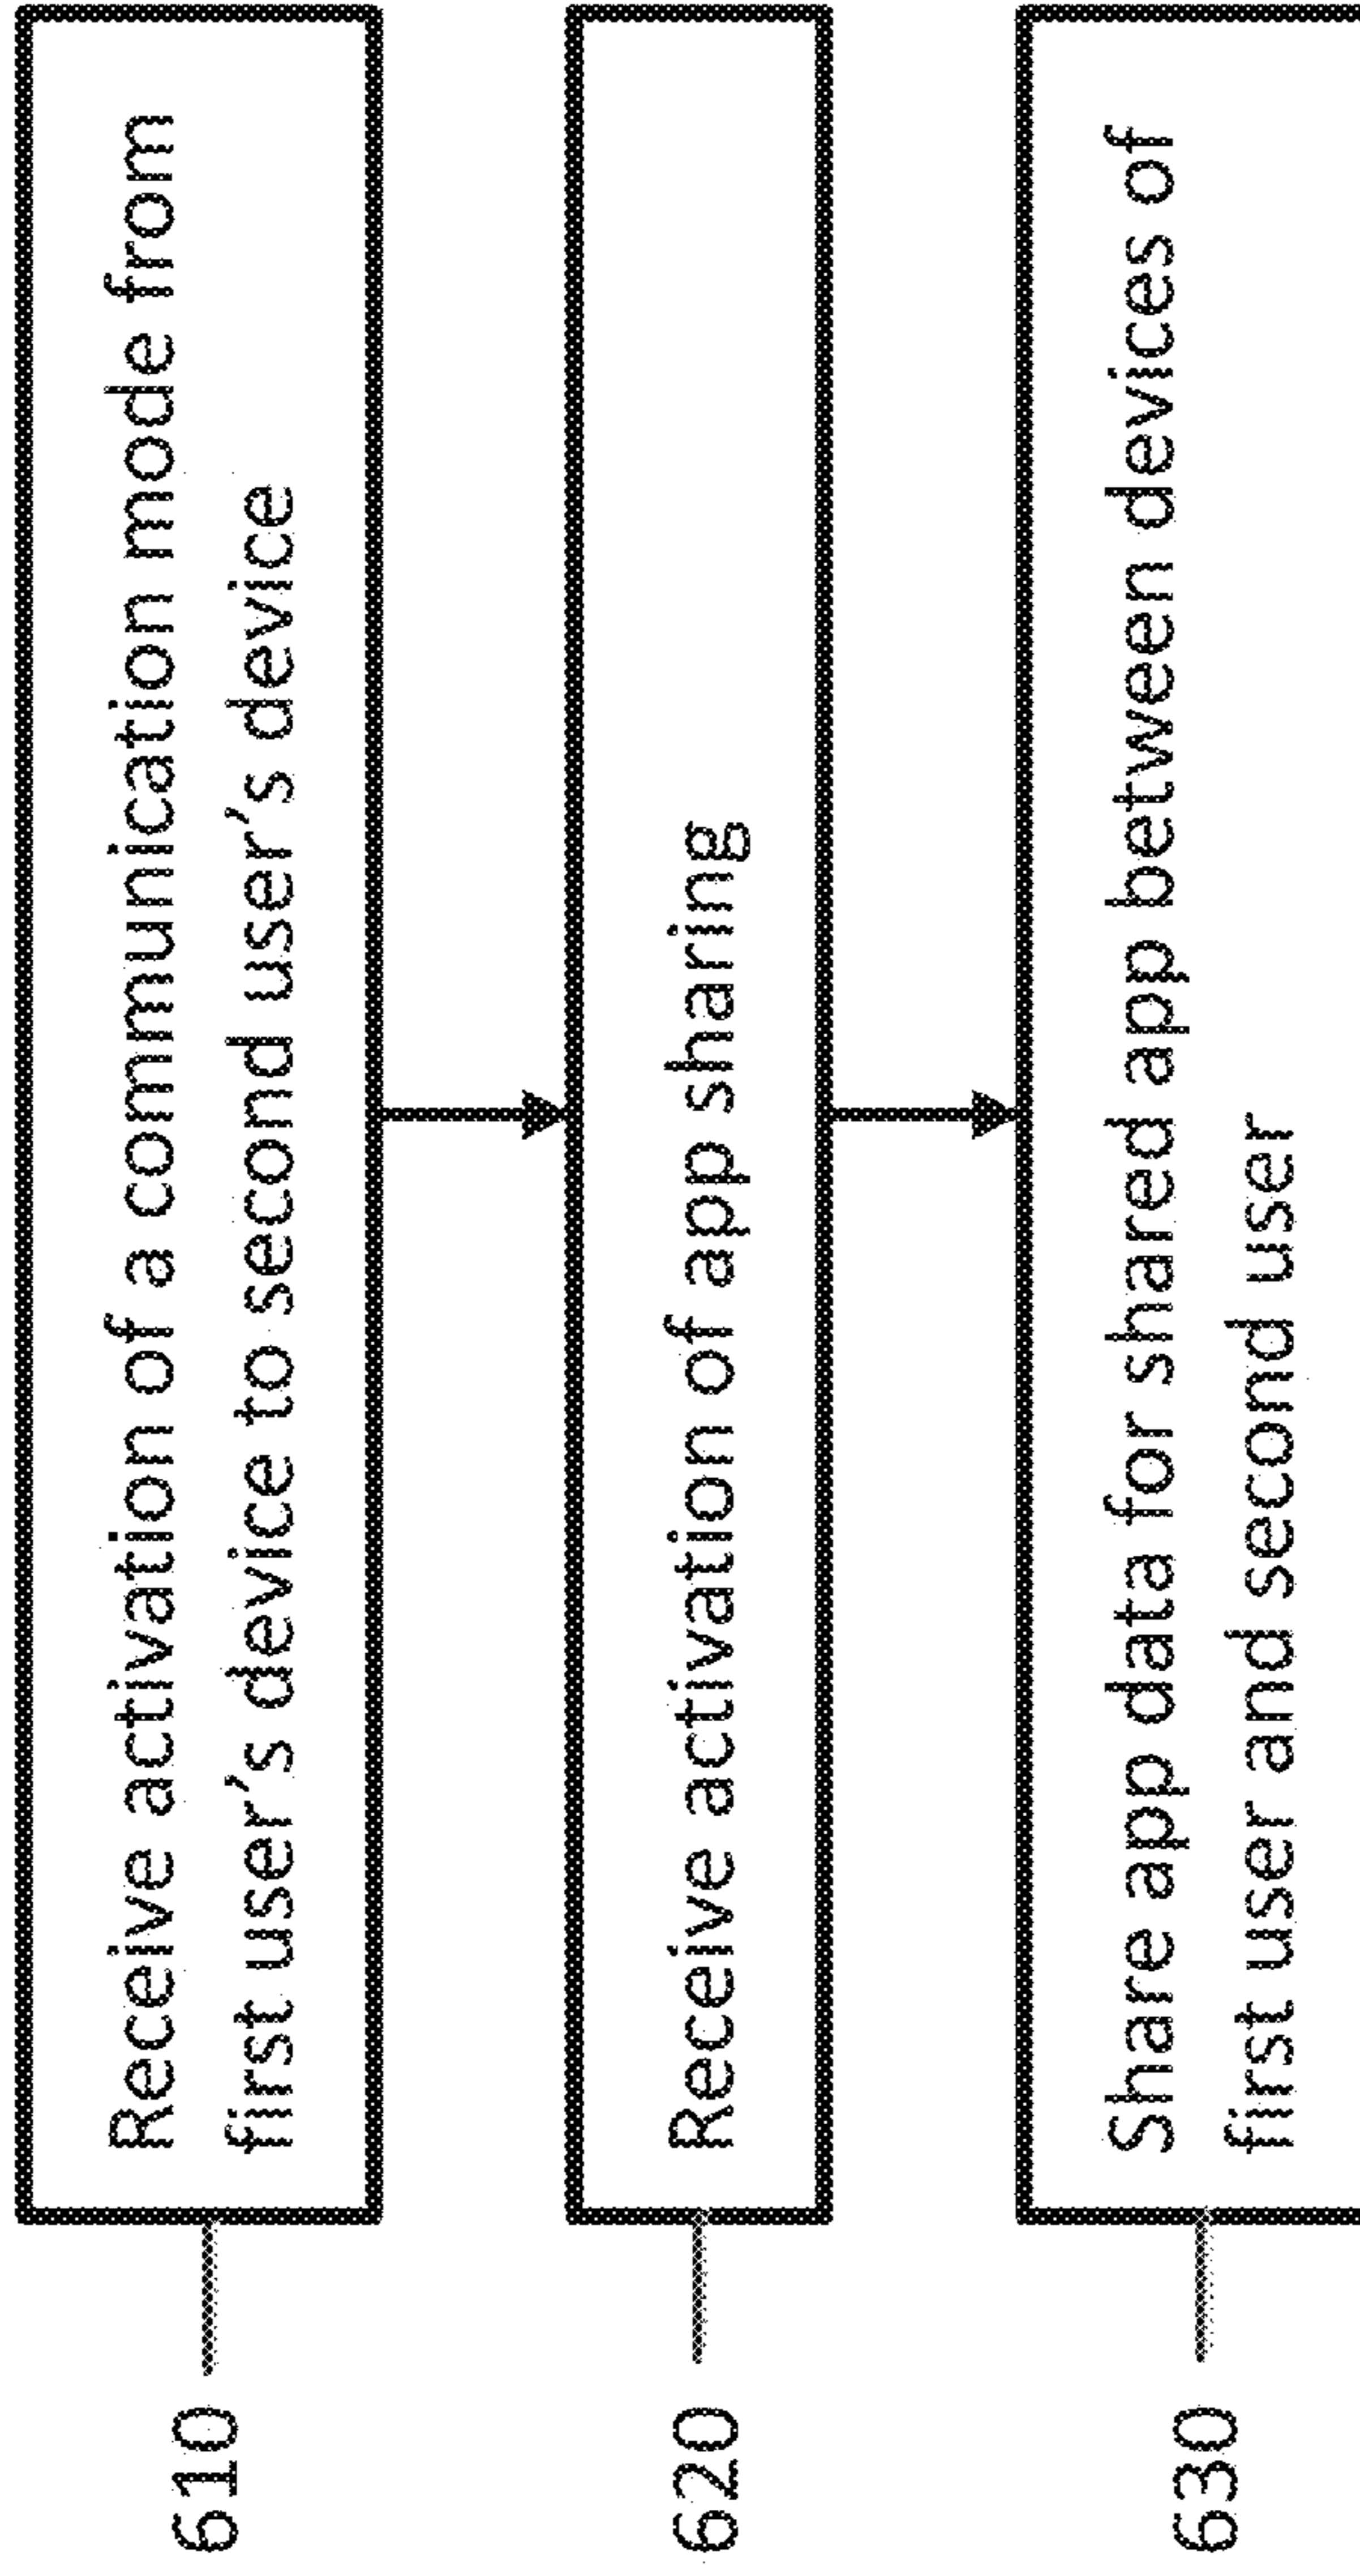 610
Receive activation of a communication mode from
first user's device to second user's device
620
Receive activation of app sharing
630
Share app data for shared app between devices of
first user and second user